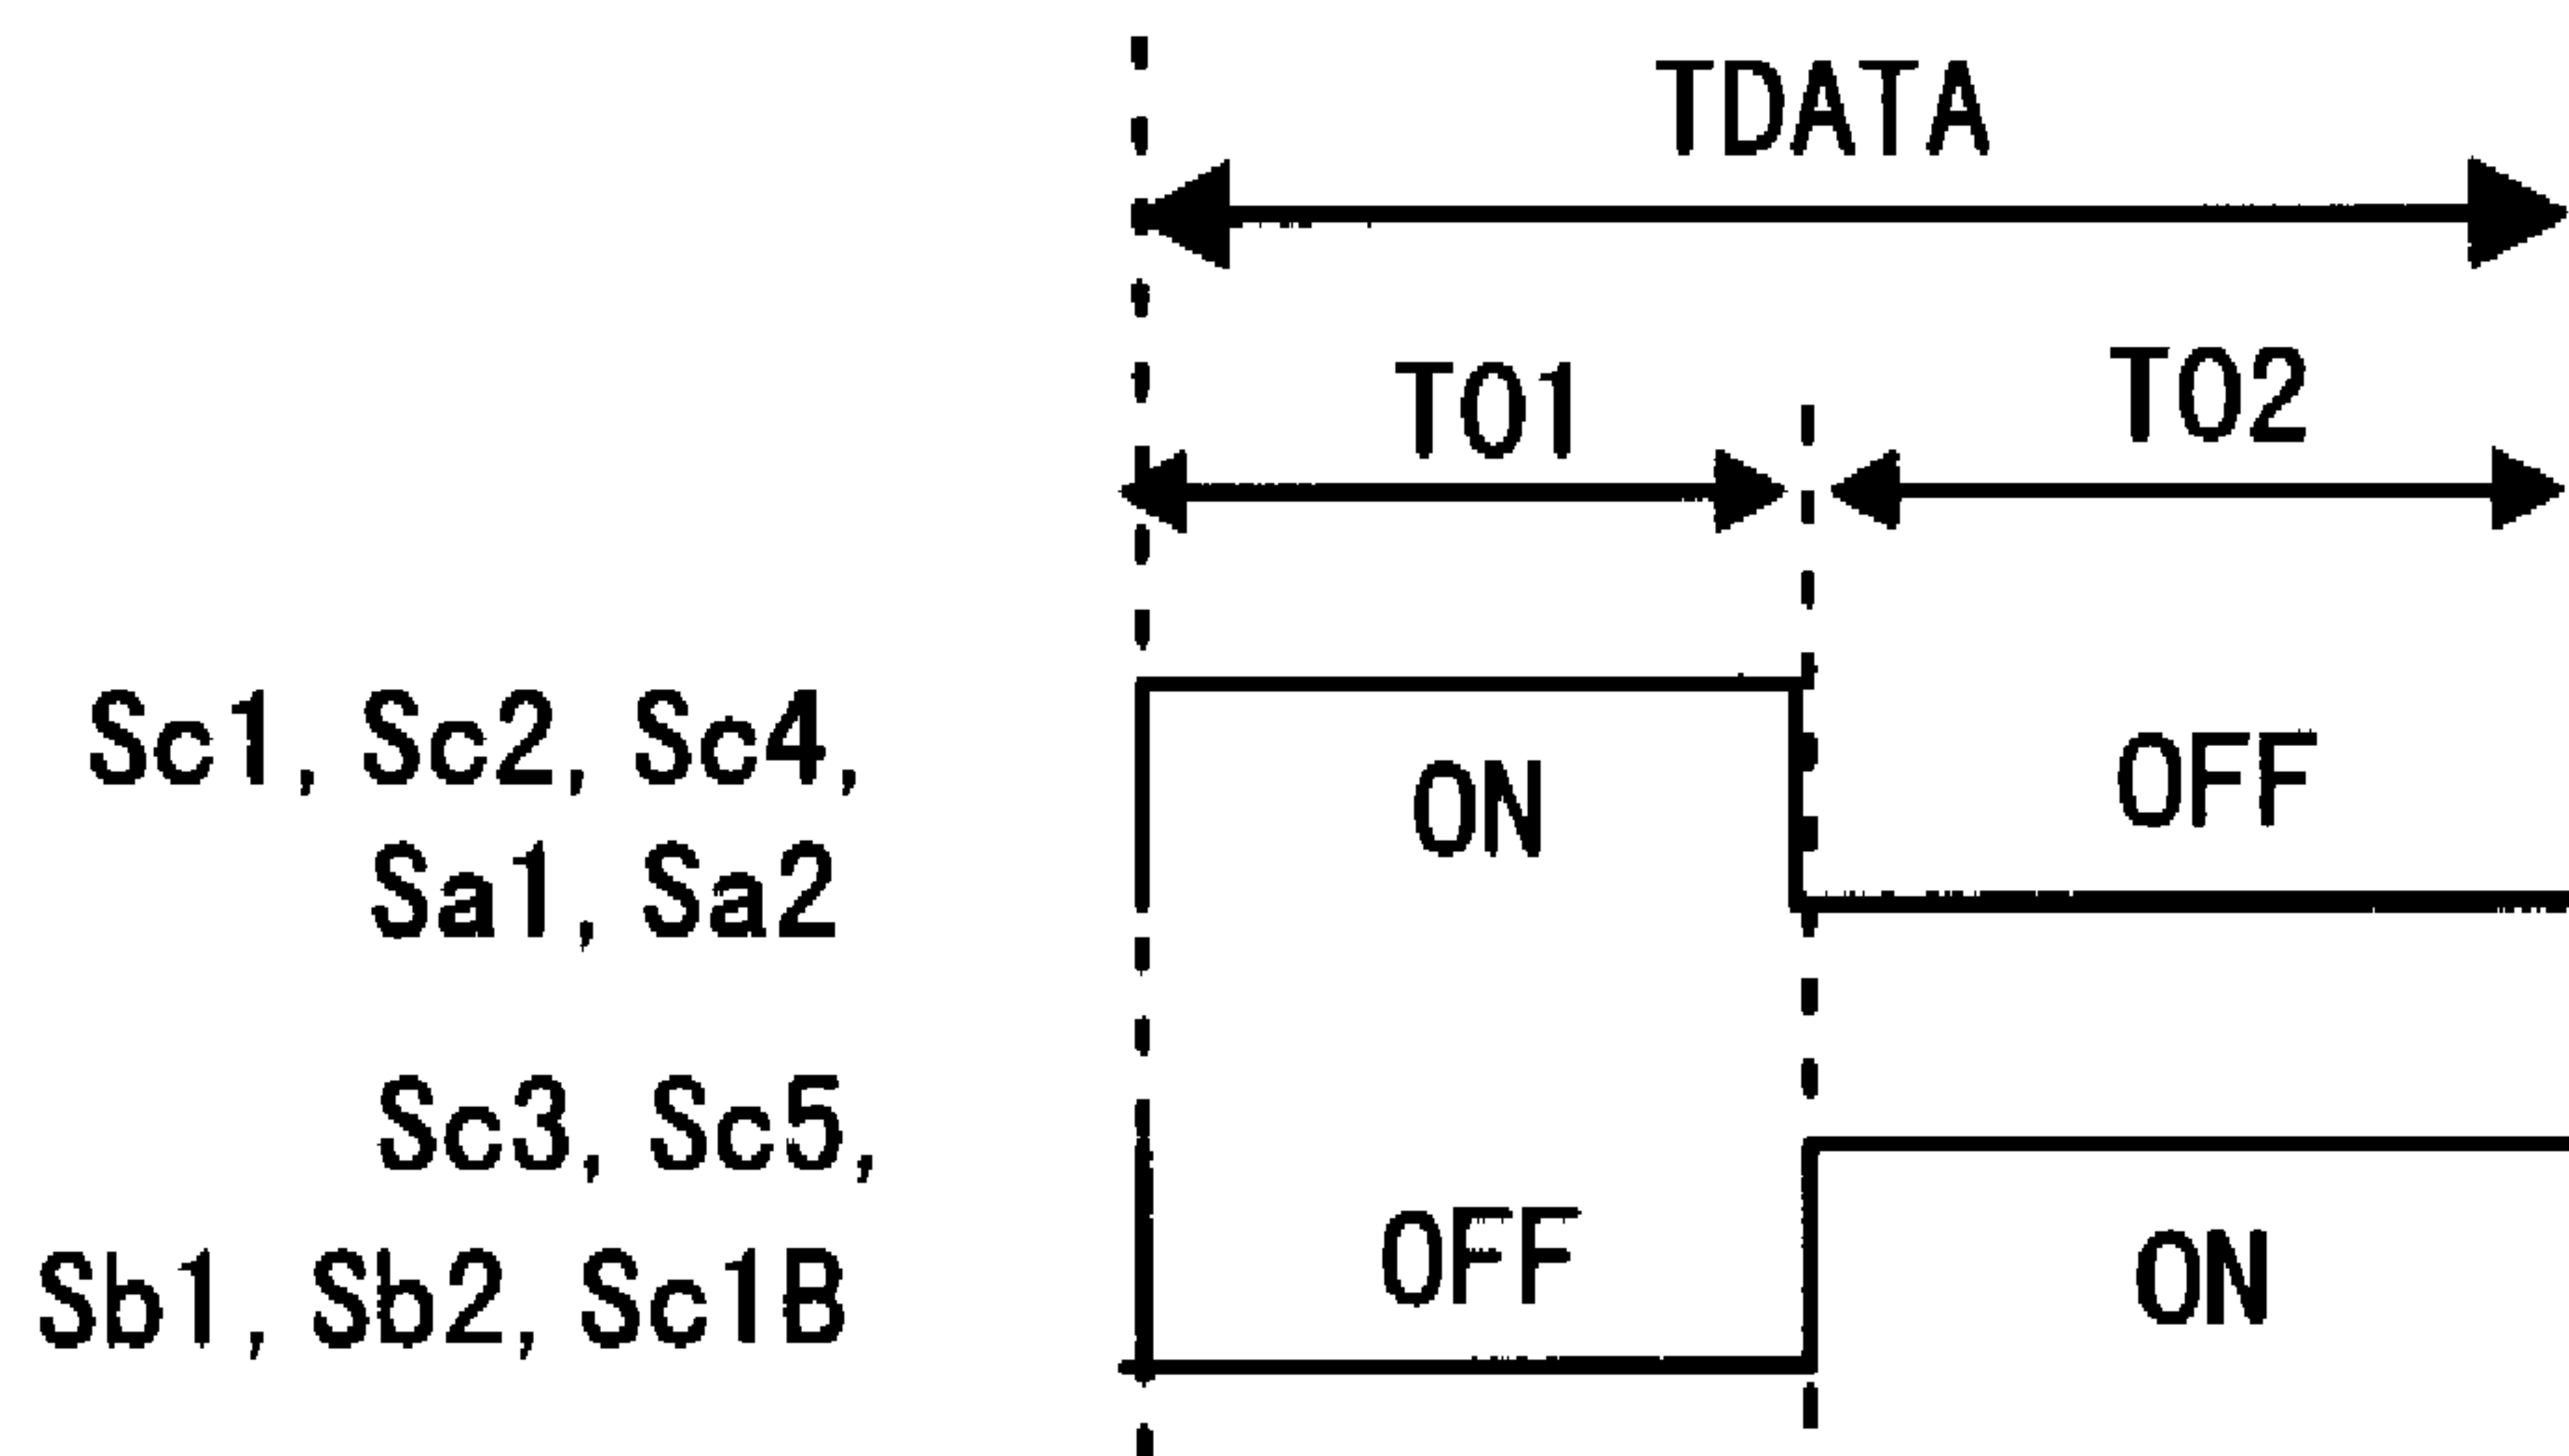 TDATA
TO1
TO2
Sc1, Sc2, Sc4,
Sa1, Sa2
ON
OFF
Sc3, Sc5,
Sb1, Sb2, Sc1B
OFF
ON